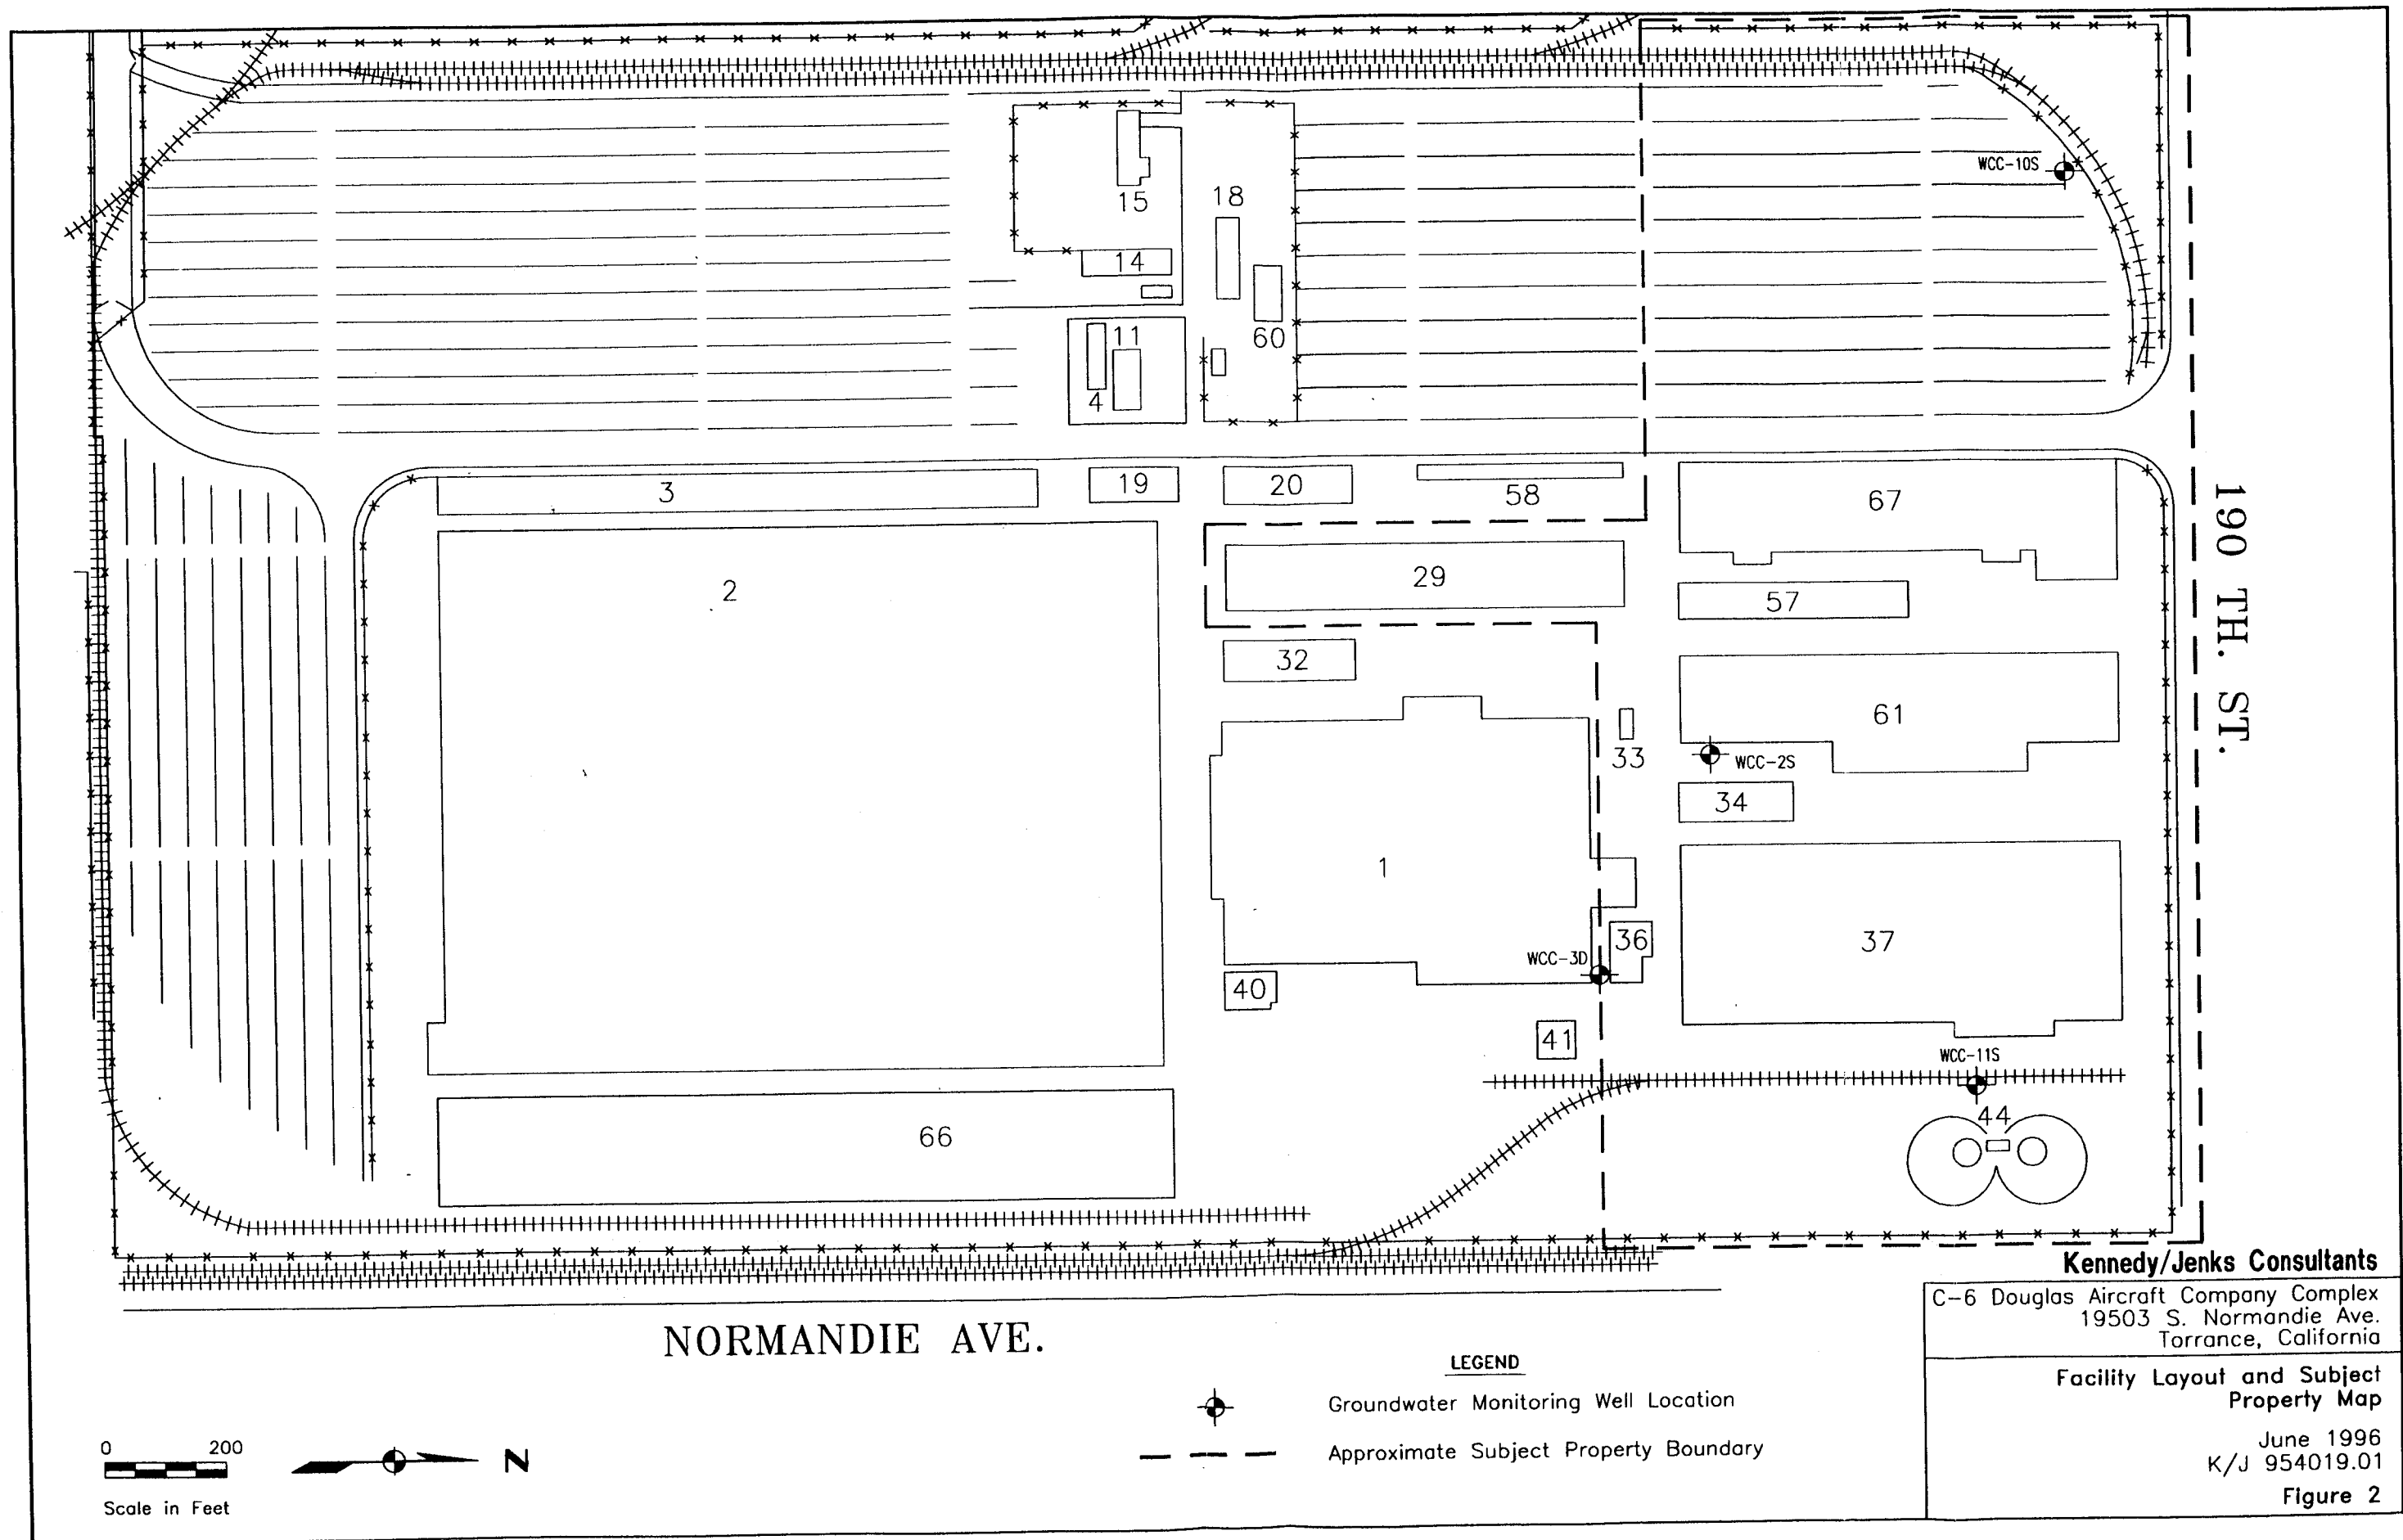 WCC-10S
15
18
14
11
60
4
3
19
20
58
67
190 TH. ST.
2
29
57
32
61
33
WCC-2S
34
1
36
37
WCC-3D
40
41
WCC-11S
44
66
NORMANDIE AVE.
Kennedy/Jenks Consultants
C-6 Douglas Aircraft Company Complex
19503 S. Normandie Ave.
Torrance, California
Facility Layout and Subject
Property Map
June 1996
K/J 954019.01
Figure 2
LEGEND
Groundwater Monitoring Well Location
Approximate Subject Property Boundary
0 200
Scale in Feet
N